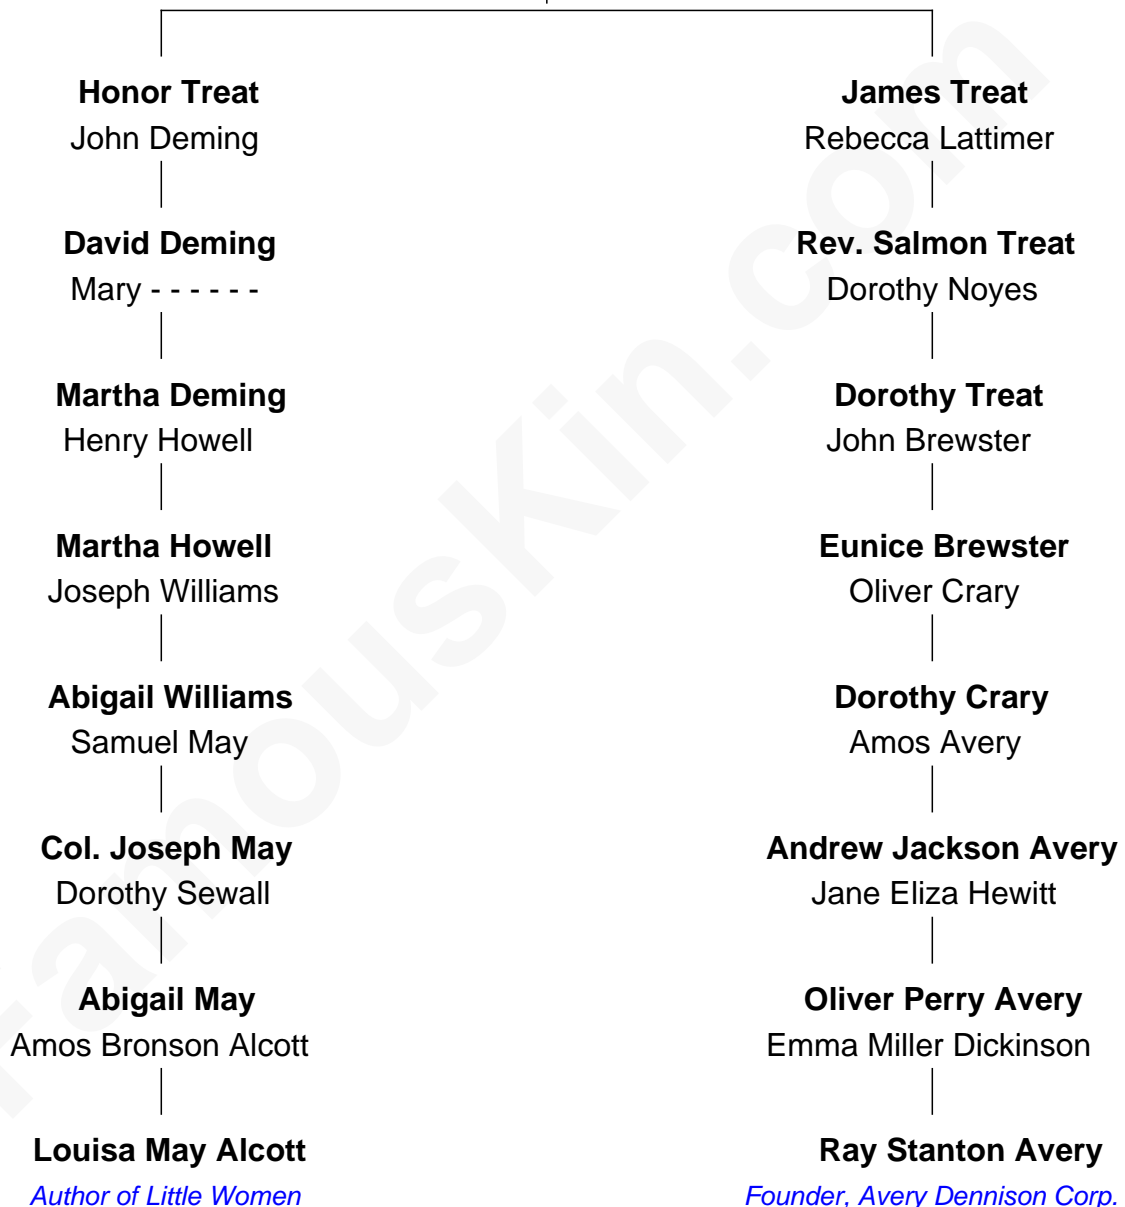 Honor Treat
John Deming
James Treat
Rebecca Lattimer
David Deming
Mary - - - - - -
Rev. Salmon Treat
Dorothy Noyes
Martha Deming
Henry Howell
Dorothy Treat
John Brewster
Martha Howell
Joseph Williams
Eunice Brewster
Oliver Crary
Abigail Williams
Samuel May
Dorothy Crary
Amos Avery
Col. Joseph May
Dorothy Sewall
Andrew Jackson Avery
Jane Eliza Hewitt
Abigail May
Amos Bronson Alcott
Oliver Perry Avery
Emma Miller Dickinson
Louisa May Alcott
Author of Little Women
Ray Stanton Avery
Founder, Avery Dennison Corp.
FamousKin.com